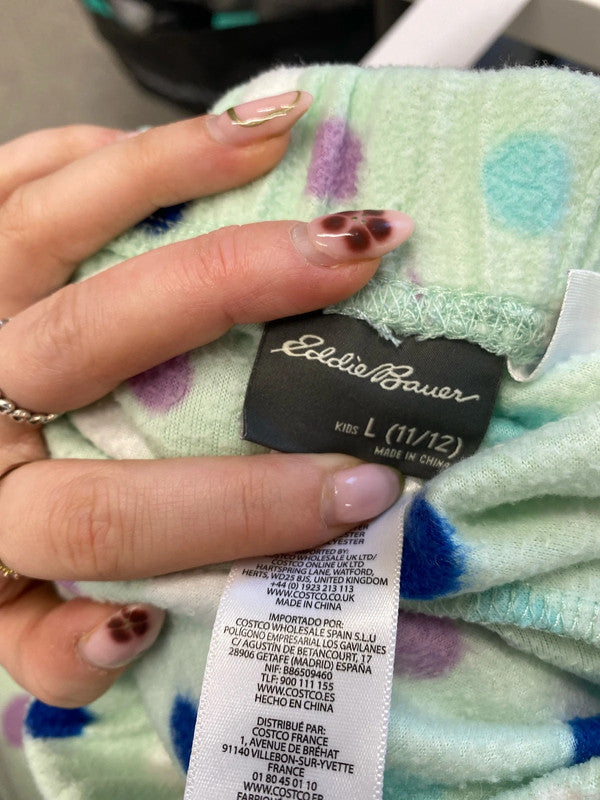 Eddie Bauer
KIDS L (11/12)
MADE IN CHINA
YESTER
YESTER
IMPORTED BY:
COSTCO WHOLESALE UK LTD/
COSTCO ONLINE UK LTD
HARTSPRING LANE, WATFORD,
HERTS, WD25 8JS, UNITED KINGDOM
+44 (0) 1923 213 113
WWW.COSTCO.CO.UK
MADE IN CHINA
IMPORTADO POR:
COSTCO WHOLESALE SPAIN S.L.U
POLÍGONO EMPRESARIAL LOS GAVILANES
C/ AGUSTÍN DE BETANCOURT, 17
28906 GETAFE (MADRID) ESPAÑA
NIF: B86509460
TLF: 900 111 155
WWW.COSTCO.ES
HECHO EN CHINA
DISTRIBUÉ PAR:
COSTCO FRANCE
1, AVENUE DE BRÉHAT
91140 VILLEBON-SUR-YVETTE
FRANCE
01 80 45 01 10
WWW.COSTCO.FR